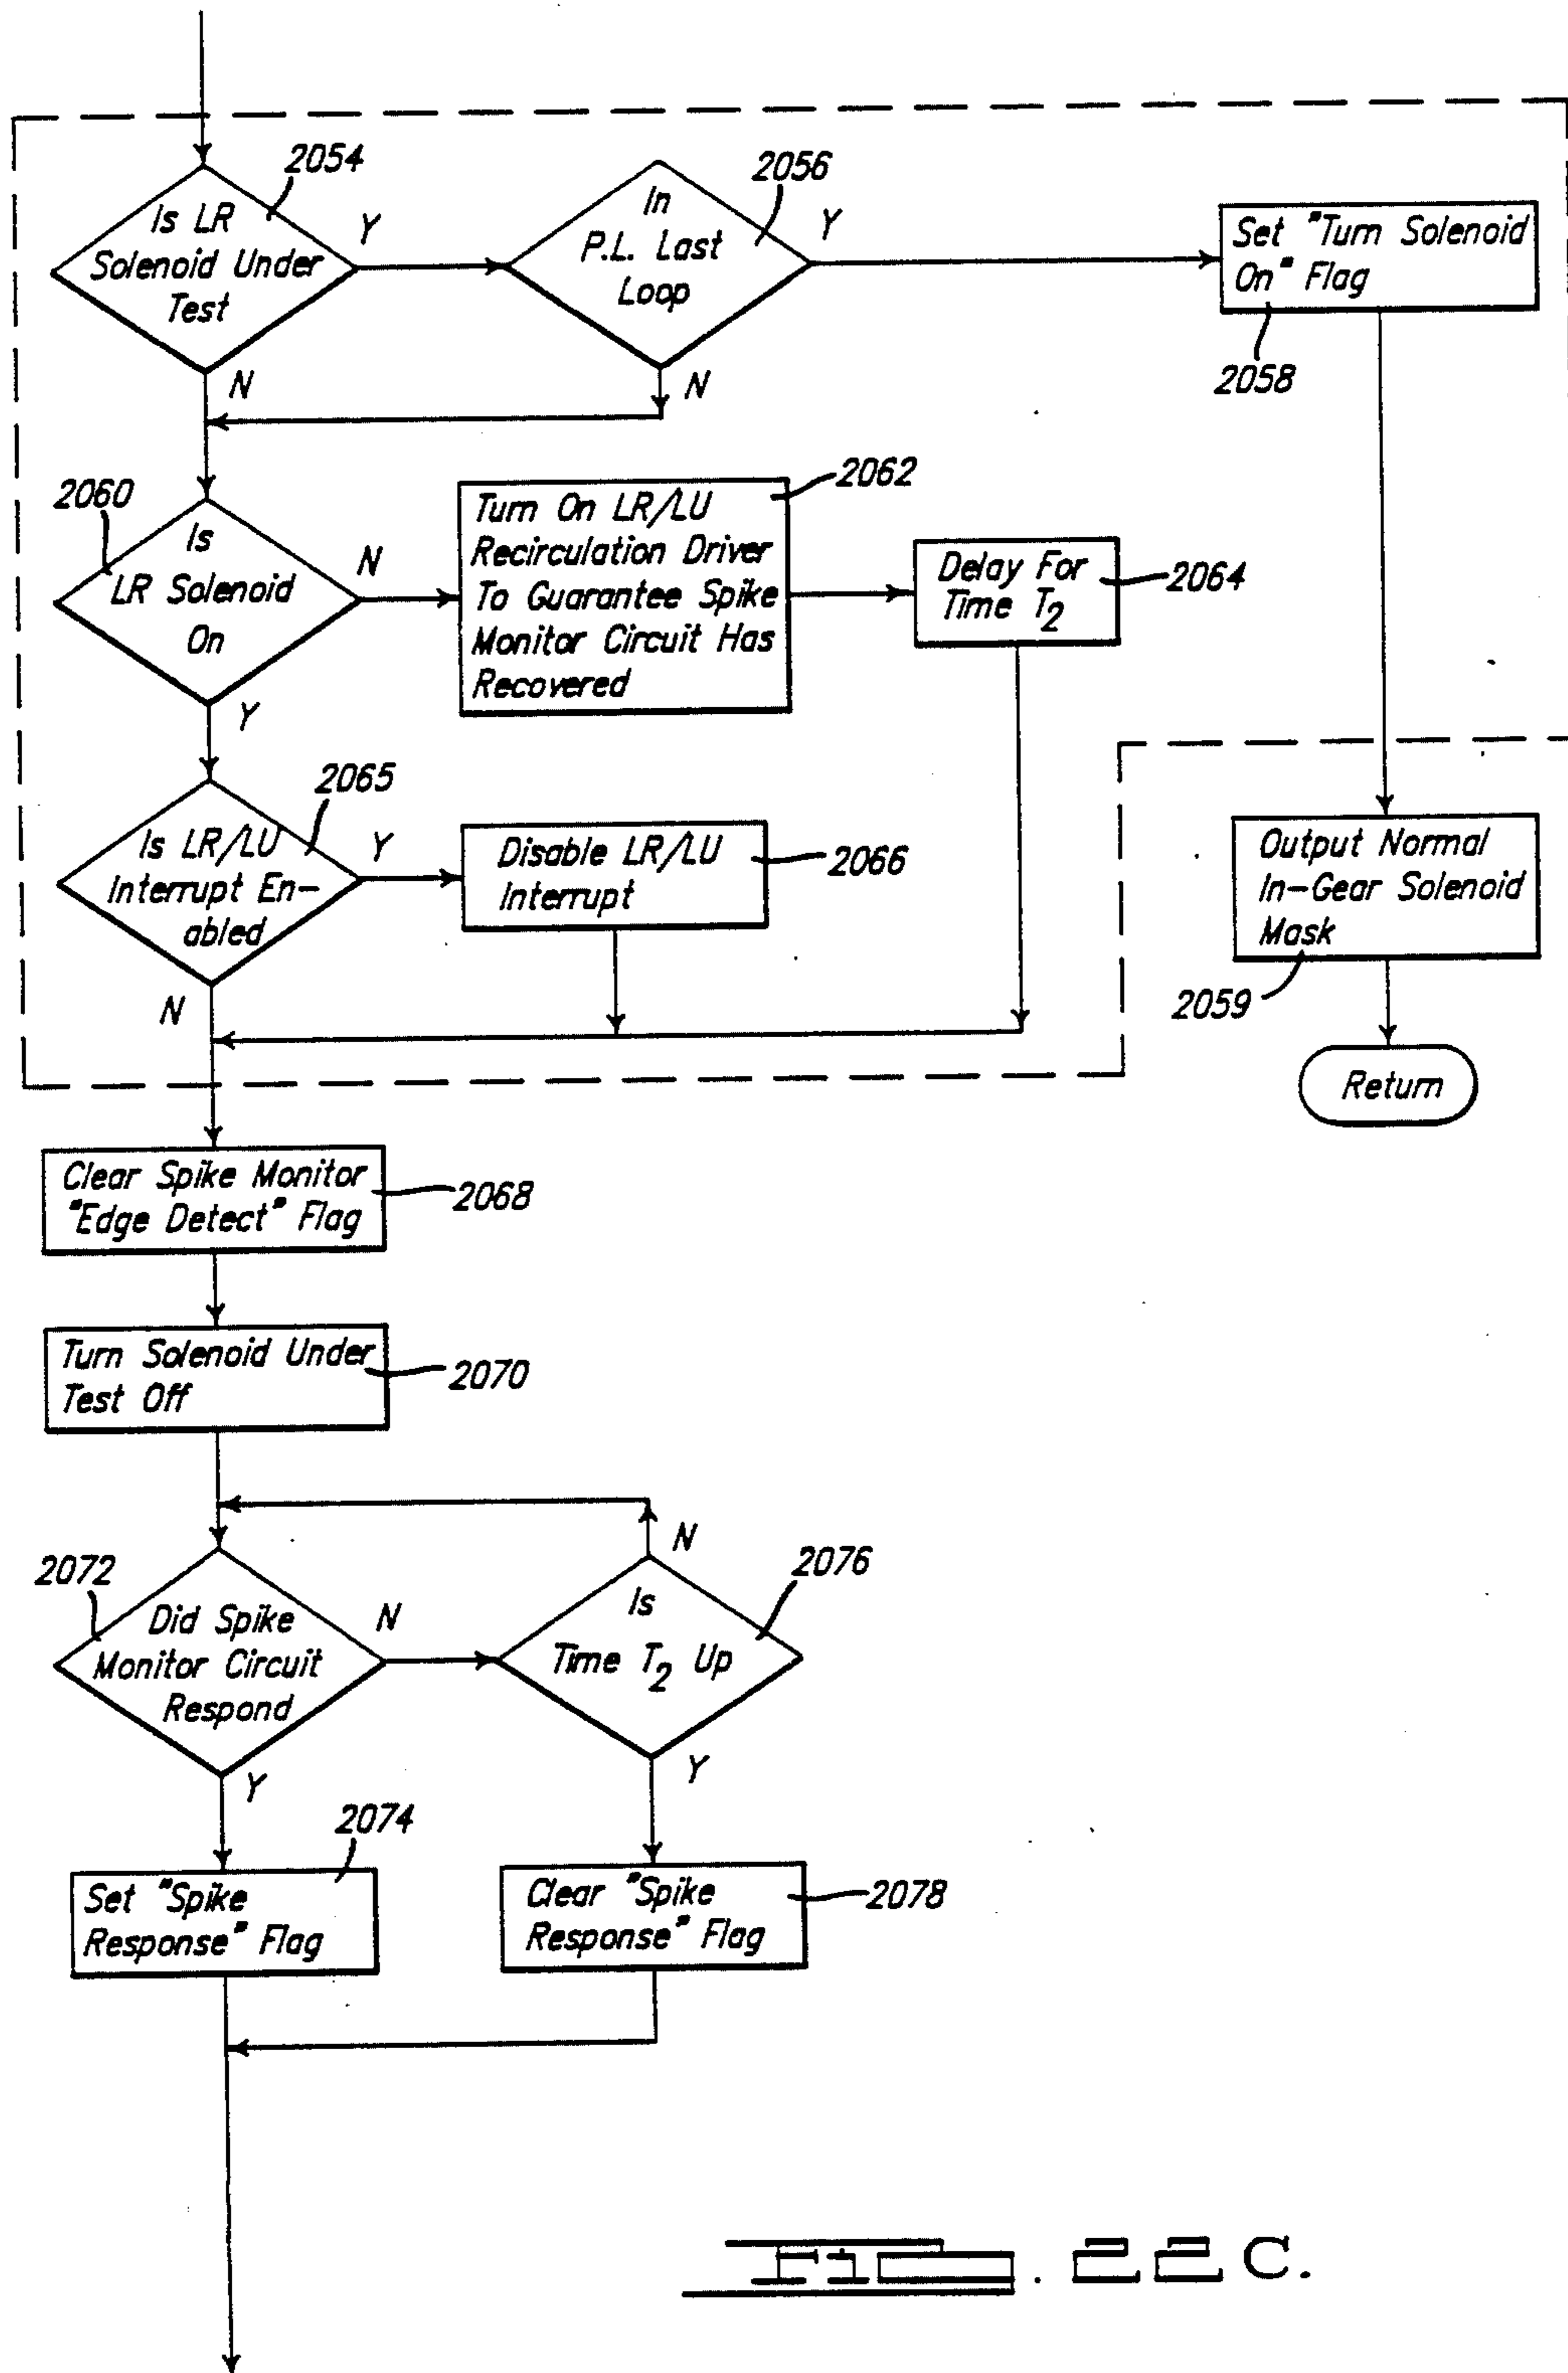 2054
Is LR
Solenoid Under
Test
Y
N
2056
In
P.L. Last
Loop
Y
N
Set "Turn Solenoid
On" Flag
2058
2060
Is
LR Solenoid
On
N
Y
2062
Turn On LR/LU
Recirculation Driver
To Guarantee Spike
Monitor Circuit Has
Recovered
Delay For
Time T2
2064
2065
Is LR/LU
Interrupt En-
abled
Y
N
Disable LR/LU
Interrupt
2066
Output Normal
In-Gear Solenoid
Mask
2059
Return
Clear Spike Monitor
"Edge Detect" Flag
2068
Turn Solenoid Under
Test Off
2070
2072
Did Spike
Monitor Circuit
Respond
N
Y
2076
Is
Time T2 Up
N
Y
2074
Set "Spike
Response" Flag
Clear "Spike
Response" Flag
2078
FIG. 22C.